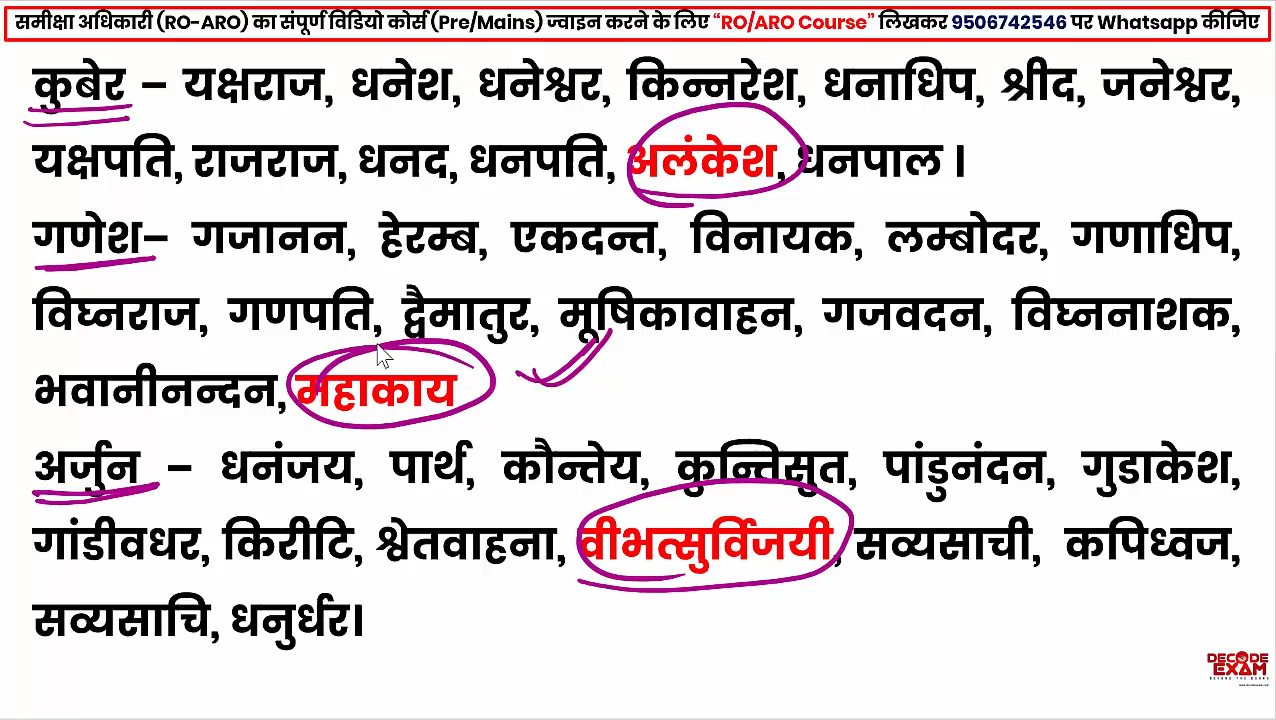 समीक्षा अधिकारी (RO-ARO) का संपूर्ण विडियो कोर्स (Pre/Mains) ज्वाइन करने के लिए “RO/ARO Course” लिखकर 9506742546 पर Whatsapp कीजिए
कुबेर – यक्षराज, धनेश, धनेश्वर, किन्नरेश, धनाधिप, श्रीद, जनेश्वर,
यक्षपति, राजराज, धनद, धनपति, अलंकेश, धनपाल ।
गणेश– गजानन, हेरम्ब, एकदन्त, विनायक, लम्बोदर, गणाधिप,
विघ्नराज, गणपति, द्वैमातुर, मूषिकावाहन, गजवदन, विघ्ननाशक,
भवानीनन्दन, महाकाय
अर्जुन – धनंजय, पार्थ, कौन्तेय, कुन्तिसुत, पांडुनंदन, गुडाकेश,
गांडीवधर, किरीटि, श्वेतवाहना, वीभत्सुर्विजयी, सव्यसाची, कपिध्वज,
सव्यसाचि, धनुर्धर।
DECODE
EXAM